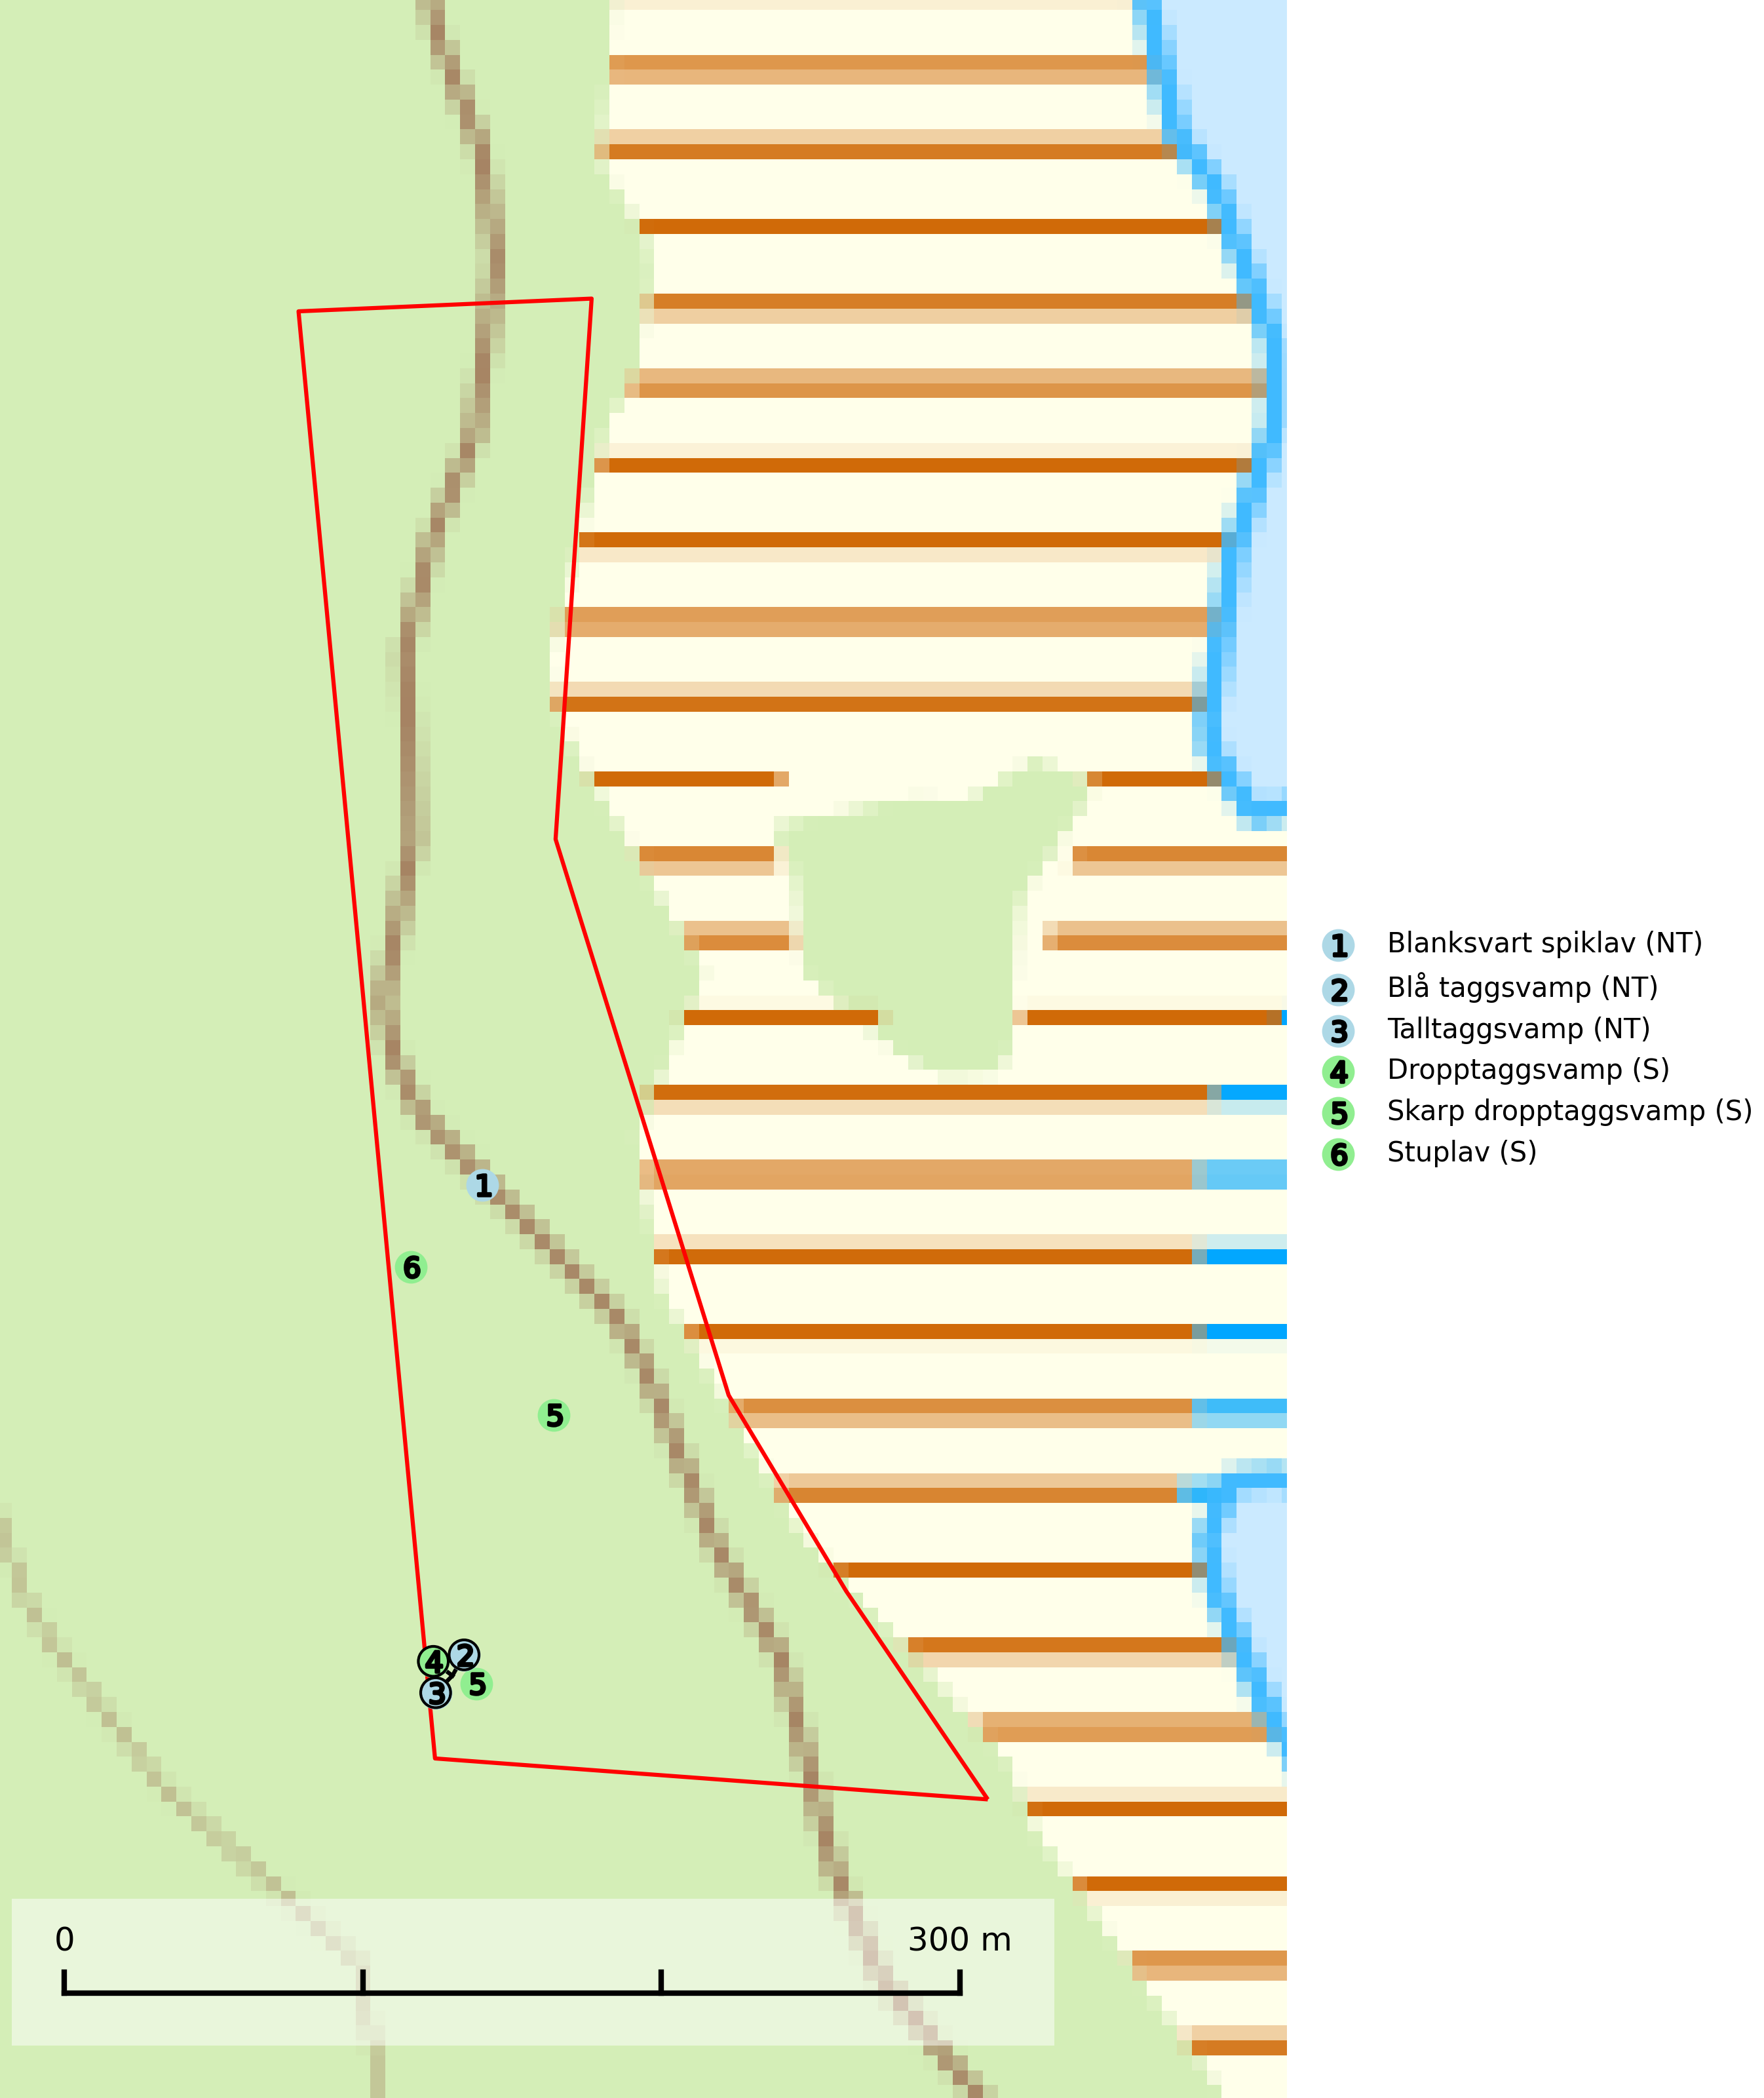 1 Blanksvart spiklav (NT)
2 Blå taggsvamp (NT)
3 Talltaggsvamp (NT)
4 Dropptaggsvamp (S)
5 Skarp dropptaggsvamp (S)
6 Stuplav (S)
1
6
5
4 2
3 5
0 300 m